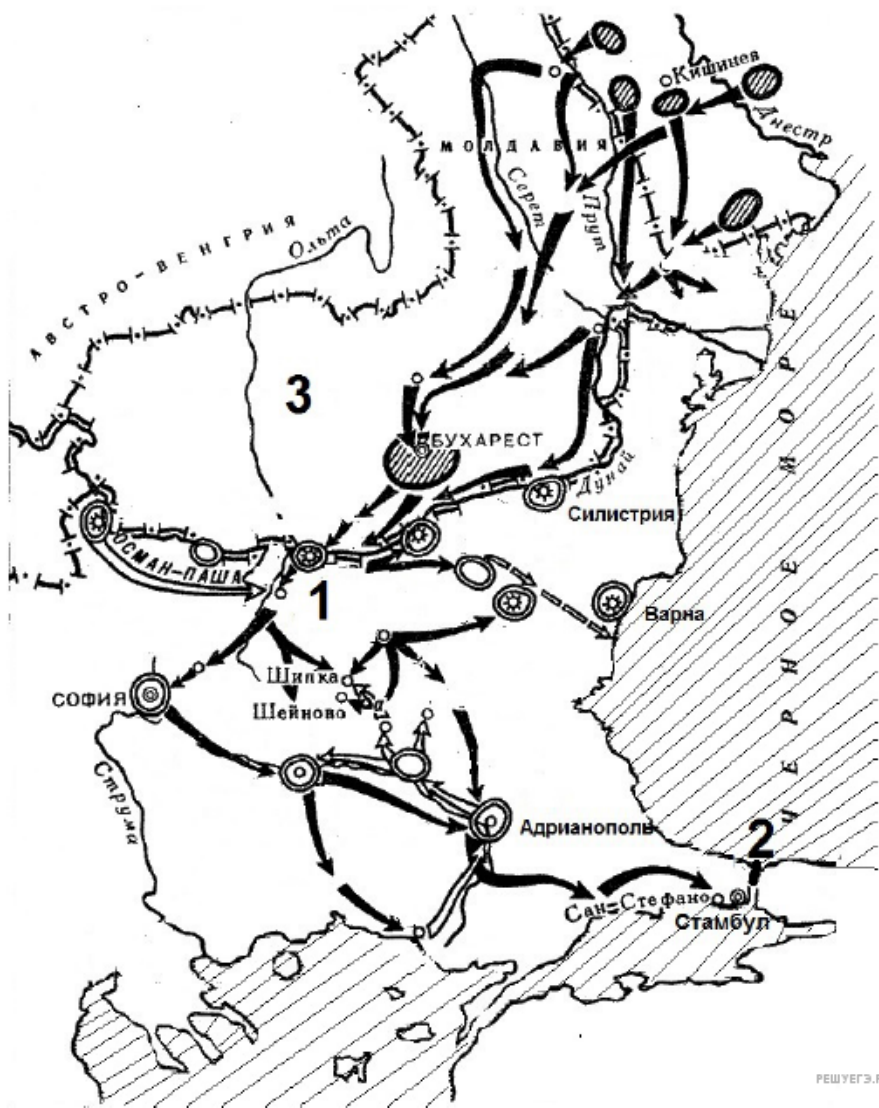 Кишинев
Днестр
МОЛДАВИЯ
Серет
Прут
АВСТРО-ВЕНГРИЯ
Ольта
3
БУХАРЕСТ
Дунай
Силистрия
ОСМАН-ПАША
1
Варна
Шипка
СОФИЯ
Шейново
Струма
ЧЕРНОЕ МОРЕ
Адрианополь
2
Сан-Стефано
Стамбул